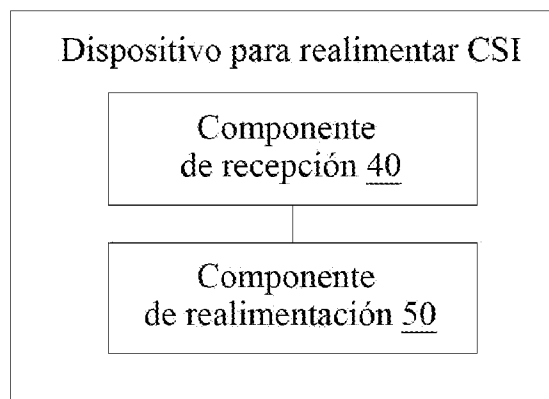 Dispositivo para realimentar CSI
Componente
de recepción 40
Componente
de realimentación 50